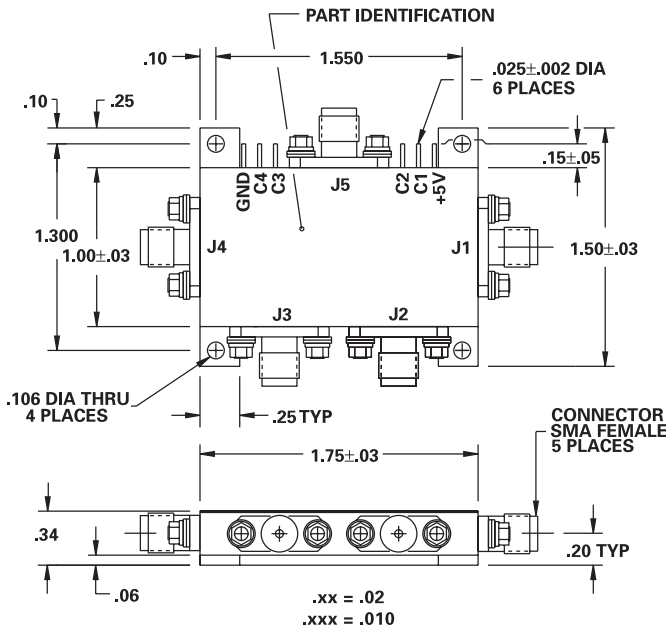 PART IDENTIFICATION
.10
1.550
.025±.002 DIA
6 PLACES
.10
.25
.15±.05
GND
C4
C3
J5
C2
C1
+5V
1.300
1.00±.03
J4
J1
1.50±.03
J3
J2
.106 DIA THRU
4 PLACES
.25 TYP
CONNECTOR
SMA FEMALE
5 PLACES
1.75±.03
.34
.20 TYP
.06
.xx = .02
.xxx = .010